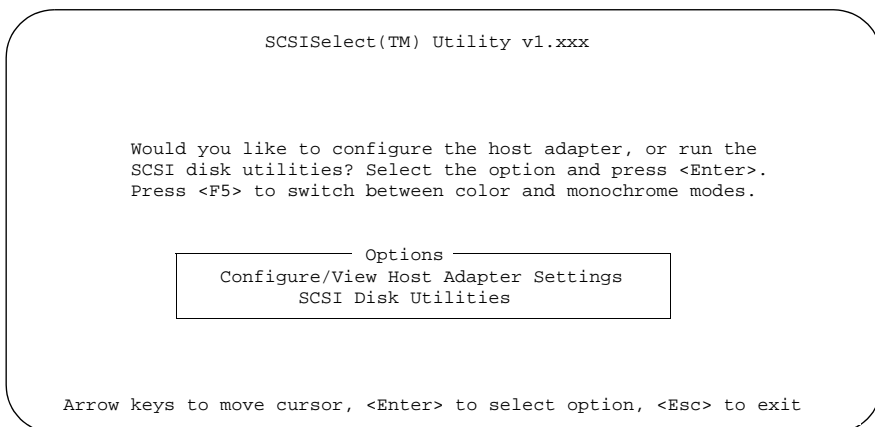 SCSISelect(TM) Utility v1.xxx
Would you like to configure the host adapter, or run the
SCSI disk utilities? Select the option and press <Enter>.
Press <F5> to switch between color and monochrome modes.
Options
Configure/View Host Adapter Settings
SCSI Disk Utilities
Arrow keys to move cursor, <Enter> to select option, <Esc> to exit